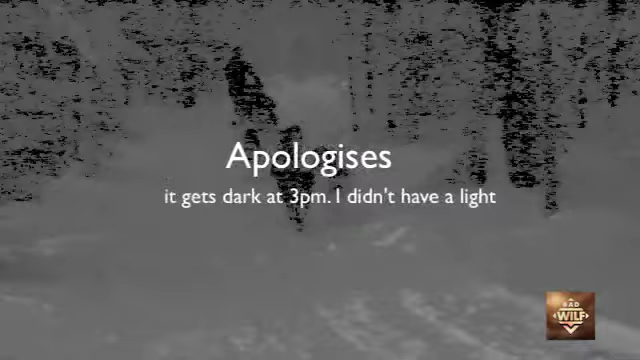 Apologises
it gets dark at 3pm. I didn't have a light
BAD
WILF